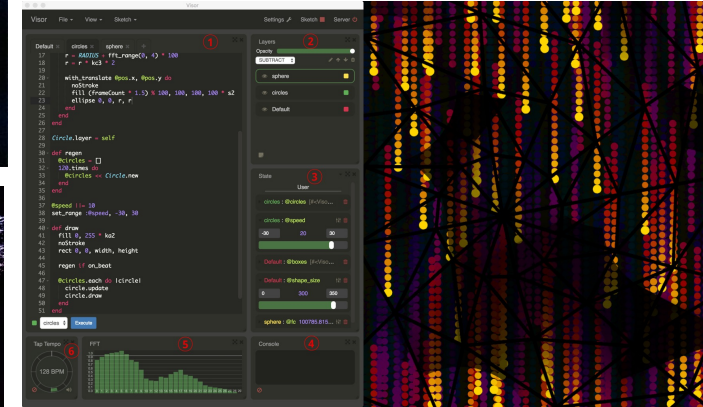 Visor
Visor File View Sketch Settings Sketch Server
Default circles sphere +
1
17 r = RADIUS * fft_range(0, 4) * 100
18 r = r * kc3 * 2
19
20 with_translate @pos.x, @pos.y do
21 noStroke
22 fill (frameCount * 1.5) % 100, 100, 100, 100 * s2
23 ellipse 0, 0, r, r
24 end
25 end
26 end
27
28 Circle.layer = self
29
30 def regen
31 @circles = []
32 120.times do
33 @circles << Circle.new
34 end
35 end
36
37 @speed ||= 10
38 set_range :@speed, -30, 30
39
40 def draw
41 fill 0, 255 * ka2
42 noStroke
43 rect 0, 0, width, height
44
45 regen if on_beat
46
47 @circles.each do |circle|
48 circle.update
49 circle.draw
50 end
51 end
circles Execute
Layers
2
Opacity
SUBTRACT
sphere
circles
Default
State
3
User
circles : @circles [#<Viso...
circles : @speed
-30 20 30
Default : @boxes [#<Viso...
Default : @shape_size
0 300 350
sphere : @fc 100785.815...
Tap Tempo
6
128 BPM
FFT
5
Console
4